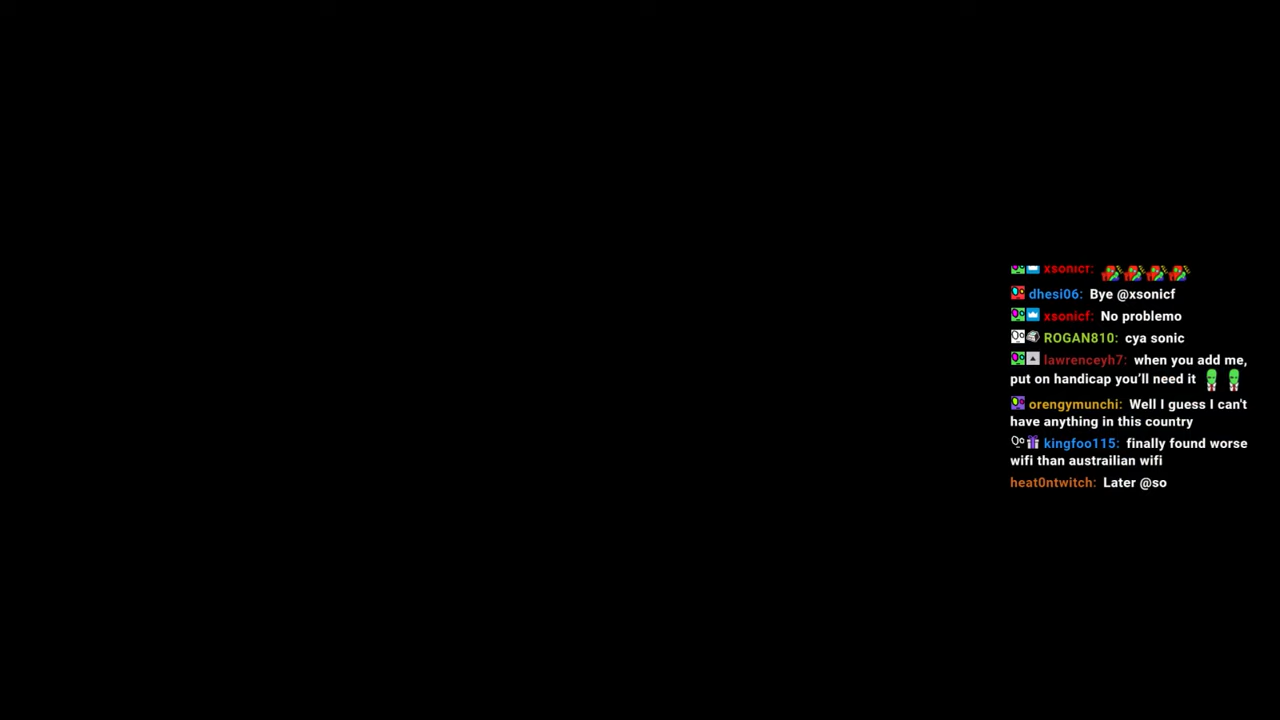 xsonicf:
dhesi06: Bye @xsonicf
xsonicf: No problemo
ROGAN810: cya sonic
lawrenceyh7: when you add me,
put on handicap you’ll need it
orengymunchi: Well I guess I can't
have anything in this country
kingfoo115: finally found worse
wifi than austrailian wifi
heat0ntwitch: Later @so